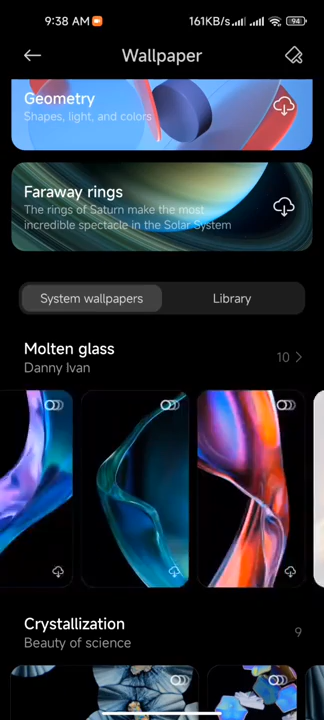 9:38 AM
161KB/s
94
Wallpaper
Geometry
Shapes, light, and colors
Faraway rings
The rings of Saturn make the most
incredible spectacle in the Solar System
System wallpapers
Library
Molten glass
Danny Ivan
10
Crystallization
Beauty of science
9